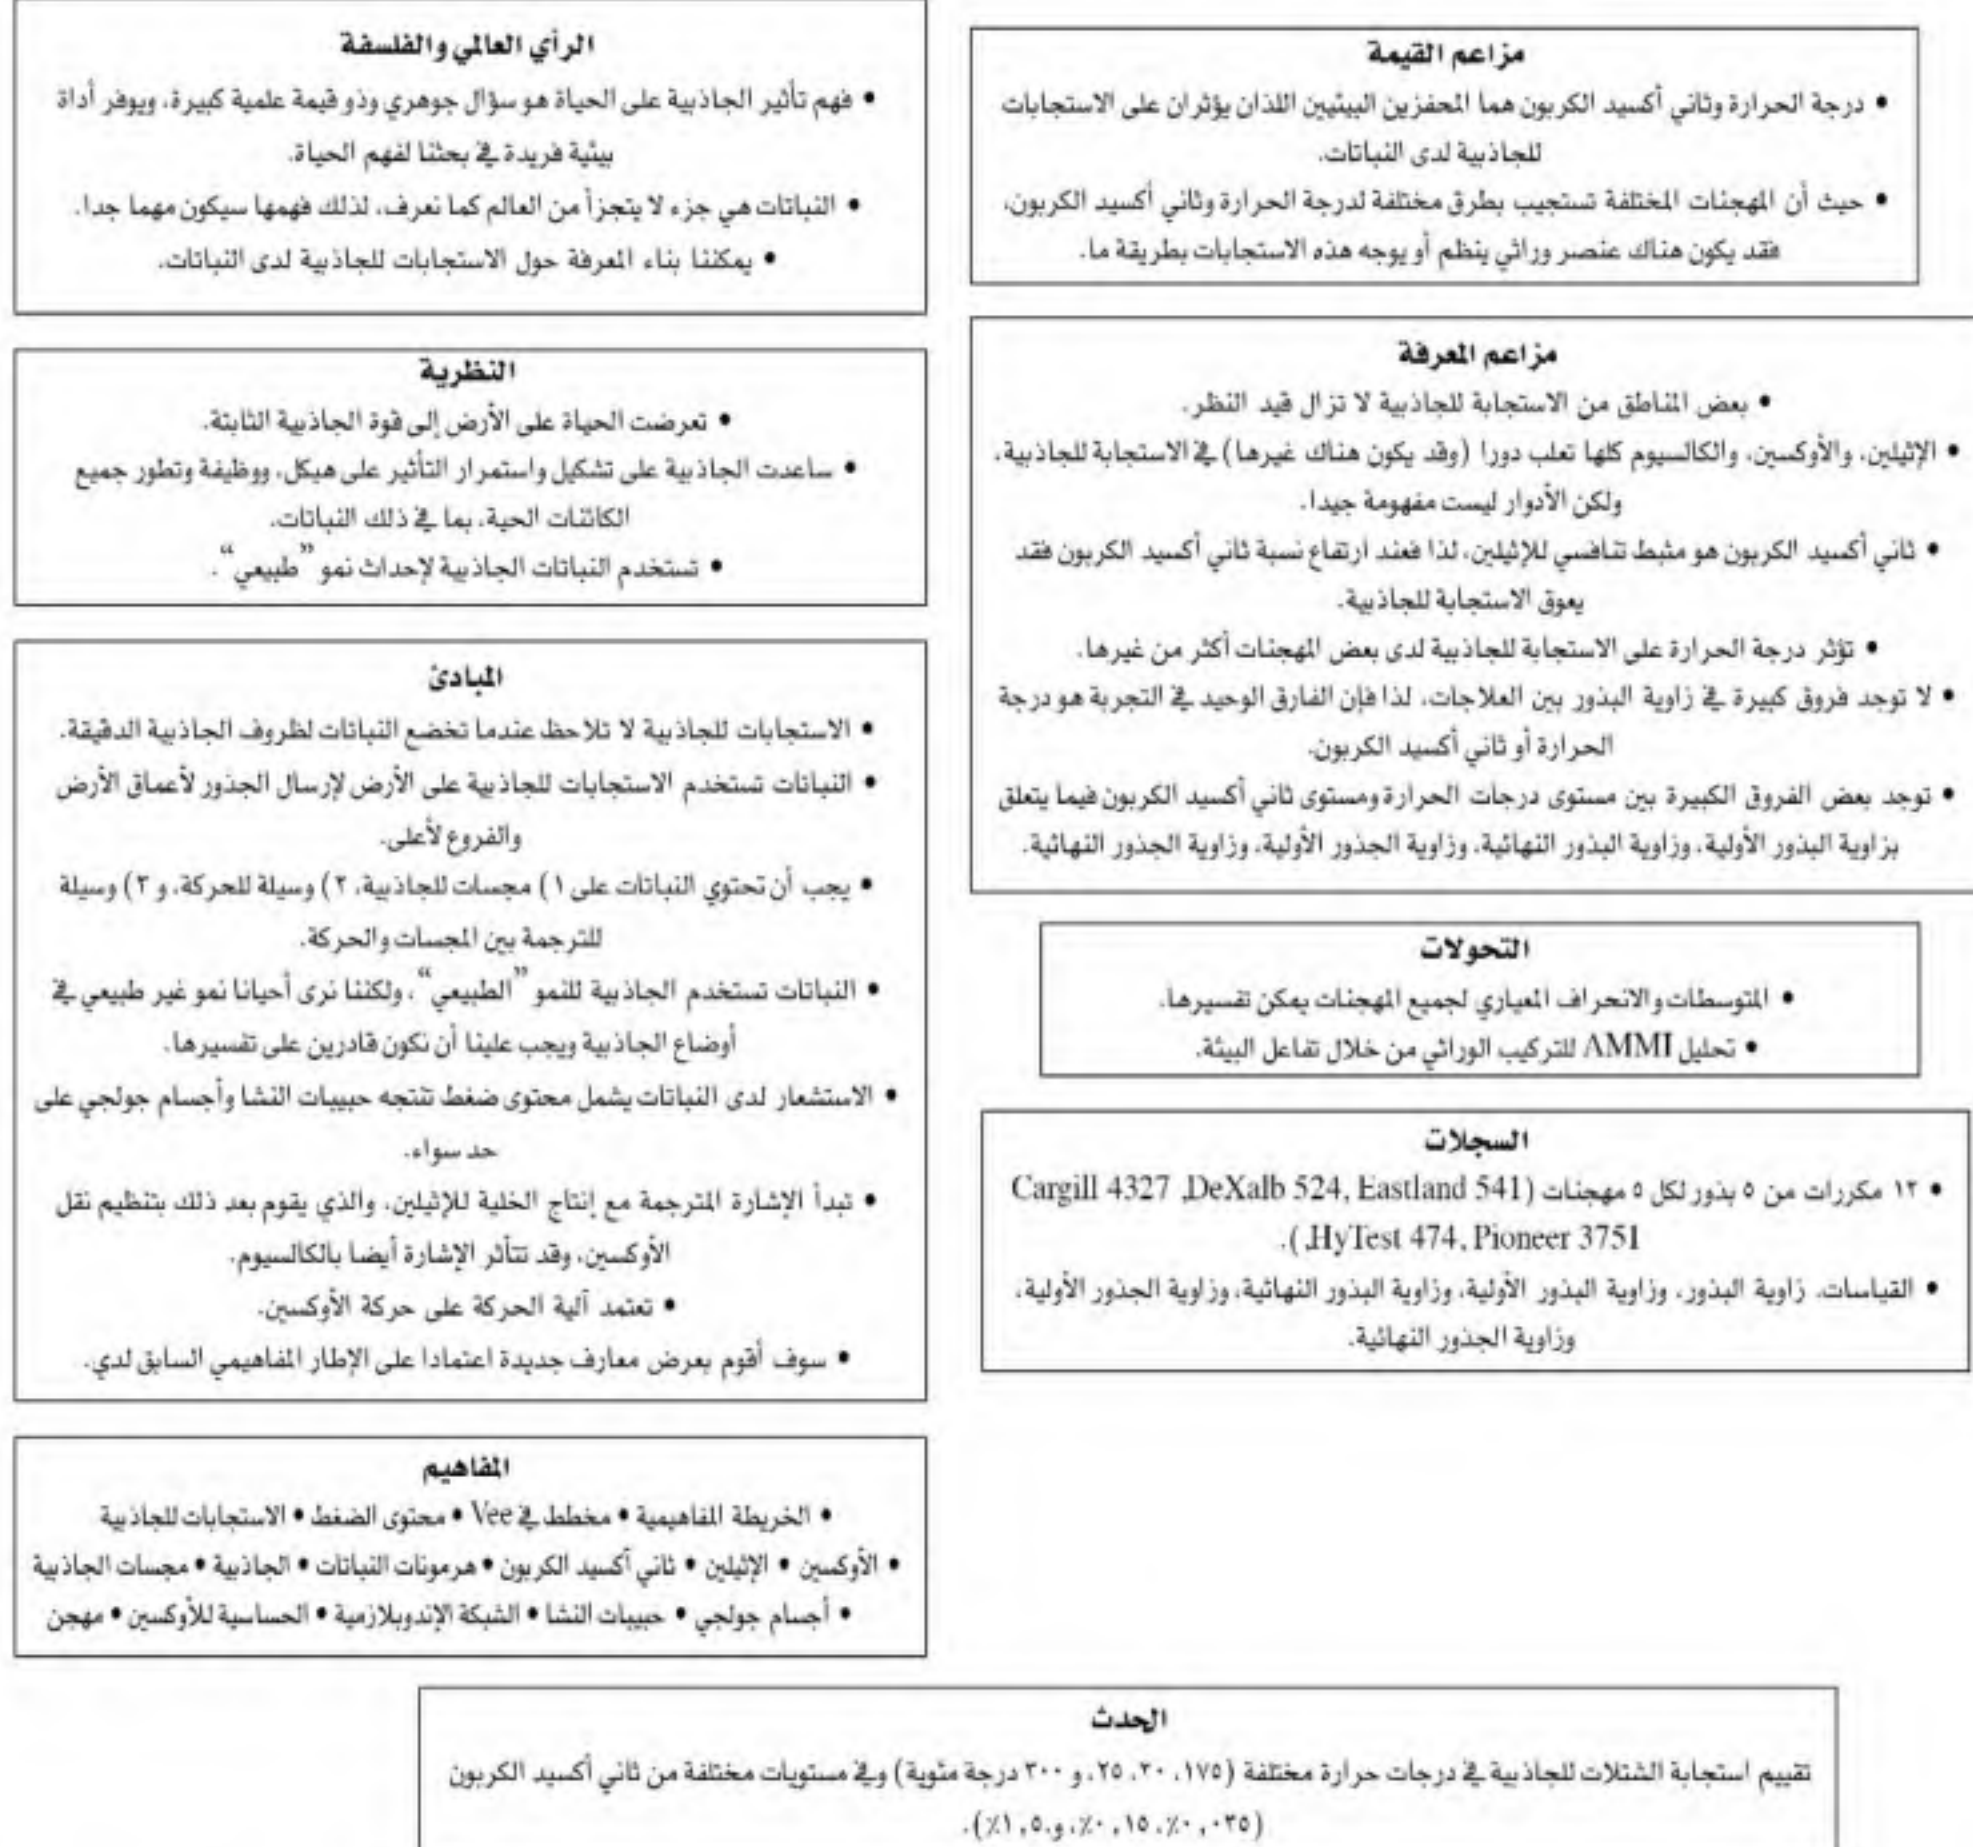 الرأي العالمي والفلسفة
• فهم تأثير الجاذبية على الحياة هو سؤال جوهري وذو قيمة علمية كبيرة، ويوفر أداة
بيئية فريدة في بحثنا لفهم الحياة.
• النباتات هي جزء لا يتجزأ من العالم كما نعرف، لذلك فهمها سيكون مهما جدا.
• يمكننا بناء المعرفة حول الاستجابات للجاذبية لدى النباتات.
النظرية
• تعرضت الحياة على الأرض إلى قوة الجاذبية الثابتة.
• ساعدت الجاذبية على تشكيل واستمرار التأثير على هيكل، ووظيفة وتطور جميع
الكائنات الحية، بما في ذلك النباتات.
• تستخدم النباتات الجاذبية لإحداث نمو ”طبيعي“.
المبادئ
• الاستجابات للجاذبية لا تلاحظ عندما تخضع النباتات لظروف الجاذبية الدقيقة.
• النباتات تستخدم الاستجابات للجاذبية على الأرض لإرسال الجذور لأعماق الأرض
والفروع لأعلى.
• يجب أن تحتوي النباتات على ١) مجسات للجاذبية، ٢) وسيلة للحركة، و ٣) وسيلة
للترجمة بين المجسات والحركة.
• النباتات تستخدم الجاذبية للنمو ”الطبيعي“، ولكننا نرى أحيانا نمو غير طبيعي في
أوضاع الجاذبية ويجب علينا أن نكون قادرين على تفسيرها.
• الاستشعار لدى النباتات يشمل محتوى ضغط تنتجه حبيبات النشا وأجسام جولجي على
حد سواء.
• تبدأ الإشارة المترجمة مع إنتاج الخلية للإثيلين، والذي يقوم بعد ذلك بتنظيم نقل
الأوكسين، وقد تتأثر الإشارة أيضا بالكالسيوم.
• تعتمد آلية الحركة على حركة الأوكسين.
• سوف أقوم بعرض معارف جديدة اعتمادا على الإطار المفاهيمي السابق لدي.
المفاهيم
• الخريطة المفاهيمية • مخطط في Vee • محتوى الضغط • الاستجابات للجاذبية
• الأوكسين • الإثيلين • ثاني أكسيد الكربون • هرمونات النباتات • الجاذبية • مجسات الجاذبية
• أجسام جولجي • حبيبات النشا • الشبكة الإندوبلازمية • الحساسية للأوكسين • مهجن
مزاعم القيمة
• درجة الحرارة وثاني أكسيد الكربون هما المحفزين البيئيين اللذان يؤثران على الاستجابات
للجاذبية لدى النباتات.
• حيث أن المهجنات المختلفة تستجيب بطرق مختلفة لدرجة الحرارة وثاني أكسيد الكربون،
فقد يكون هناك عنصر وراثي ينظم أو يوجه هذه الاستجابات بطريقة ما.
مزاعم المعرفة
• بعض المناطق من الاستجابة للجاذبية لا تزال قيد النظر.
• الإثيلين، والأوكسين، والكالسيوم كلها تعلب دورا (وقد يكون هناك غيرها) في الاستجابة للجاذبية،
ولكن الأدوار ليست مفهومة جيدا.
• ثاني أكسيد الكربون هو مثبط تنافسي للإثيلين، لذا فعند ارتفاع نسبة ثاني أكسيد الكربون فقد
يعوق الاستجابة للجاذبية.
• تؤثر درجة الحرارة على الاستجابة للجاذبية لدى بعض المهجنات أكثر من غيرها.
• لا توجد فروق كبيرة في زاوية البذور بين العلاجات، لذا فإن الفارق الوحيد في التجربة هو درجة
الحرارة أو ثاني أكسيد الكربون.
• توجد بعض الفروق الكبيرة بين مستوى درجات الحرارة ومستوى ثاني أكسيد الكربون فيما يتعلق
بزاوية البذور الأولية، وزاوية البذور النهائية، وزاوية الجذور الأولية، وزاوية الجذور النهائية.
التحولات
• المتوسطات والانحراف المعياري لجميع المهجنات يمكن تفسيرها.
• تحليل AMMI للتركيب الوراثي من خلال تفاعل البيئة.
السجلات
• ١٢ مكررات من ٥ بذور لكل ٥ مهجنات (Cargill 4327 ,DeXalb 524, Eastland 541
,HyTest 474, Pioneer 3751).
• القياسات، زاوية البذور، وزاوية البذور الأولية، وزاوية البذور النهائية، وزاوية الجذور الأولية،
وزاوية الجذور النهائية.
الحدث
تقييم استجابة الشتلات للجاذبية في درجات حرارة مختلفة (١٧٥، ٢٠، ٢٥، و ٣٠٠ درجة مئوية) وفي مستويات مختلفة من ثاني أكسيد الكربون
(٠٣٥,٠٪، ١٥,٠٪، و٥,١٪).